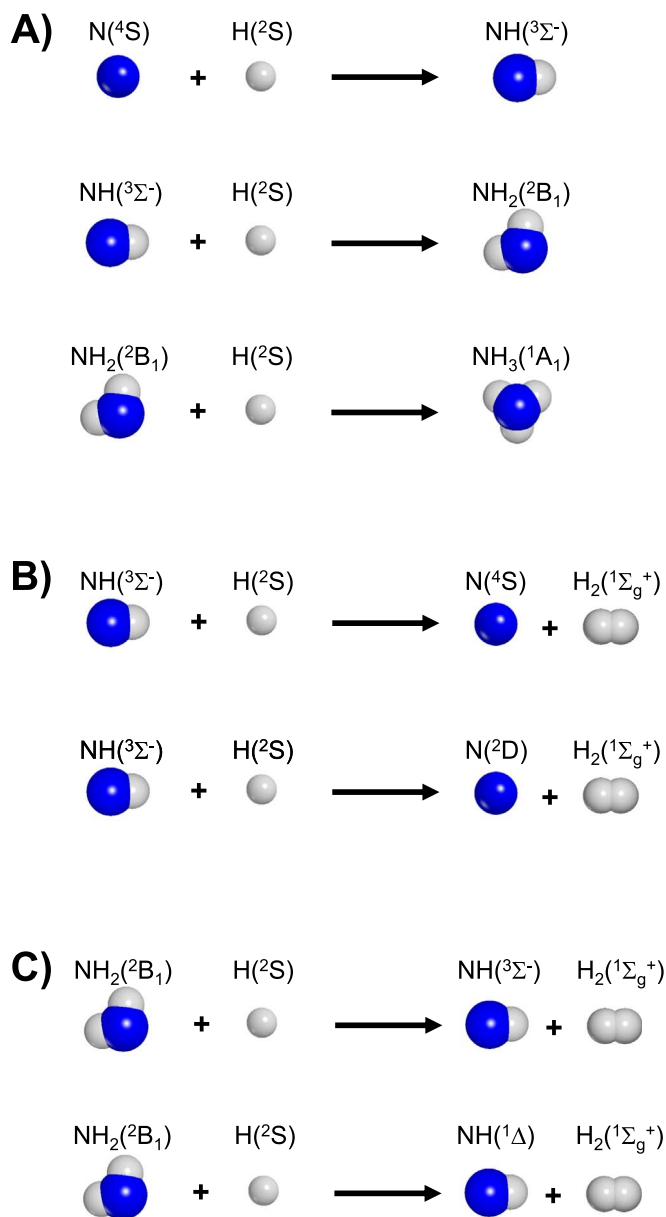 A)
N(⁴S) H(²S) NH(³Σ⁻)
+
NH(³Σ⁻) H(²S) NH₂(²B₁)
+
NH₂(²B₁) H(²S) NH₃(¹A₁)
+
B)
NH(³Σ⁻) H(²S) N(⁴S) H₂(¹Σg⁺)
+ +
NH(³Σ⁻) H(²S) N(²D) H₂(¹Σg⁺)
+ +
C)
NH₂(²B₁) H(²S) NH(³Σ⁻) H₂(¹Σg⁺)
+ +
NH₂(²B₁) H(²S) NH(¹Δ) H₂(¹Σg⁺)
+ +